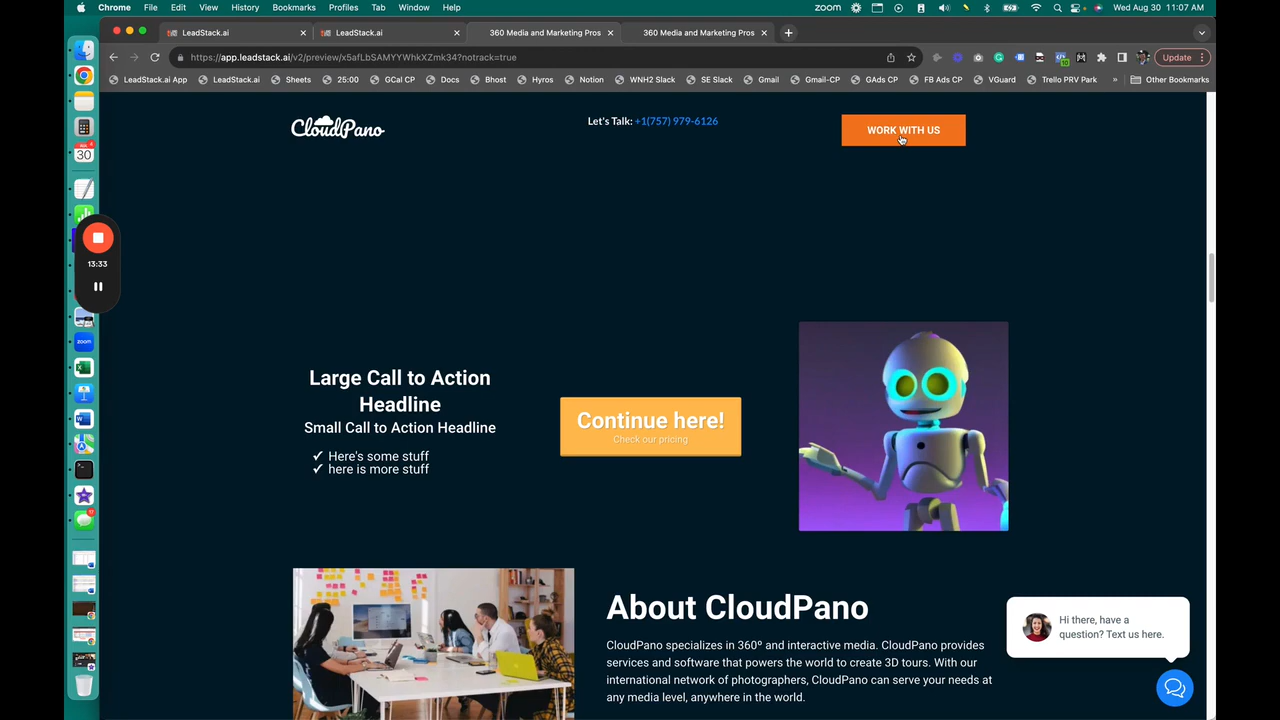 Chrome File Edit View History Bookmarks Profiles Tab Window Help
zoom Wed Aug 30 11:07 AM
LeadStack.ai
LeadStack.ai
360 Media and Marketing Pros
360 Media and Marketing Pros
https://app.leadstack.ai/v2/preview/x5afLbSAMYYWhkXZmk34?notrack=true
Update
LeadStack.ai App LeadStack.ai Sheets 25:00 GCal CP Docs Bhost Hyros Notion WNH2 Slack SE Slack Gmail Gmail-CP GAds CP FB Ads CP VGuard Trello PRV Park » Other Bookmarks
CloudPano
Let's Talk: +1(757) 979-6126
WORK WITH US
30
13:33
zoom
Large Call to Action
Headline
Small Call to Action Headline
✓ Here's some stuff
✓ here is more stuff
Continue here!
Check our pricing
About CloudPano
CloudPano specializes in 360º and interactive media. CloudPano provides
services and software that powers the world to create 3D tours. With our
international network of photographers, CloudPano can serve your needs at
any media level, anywhere in the world.
Hi there, have a
question? Text us here.